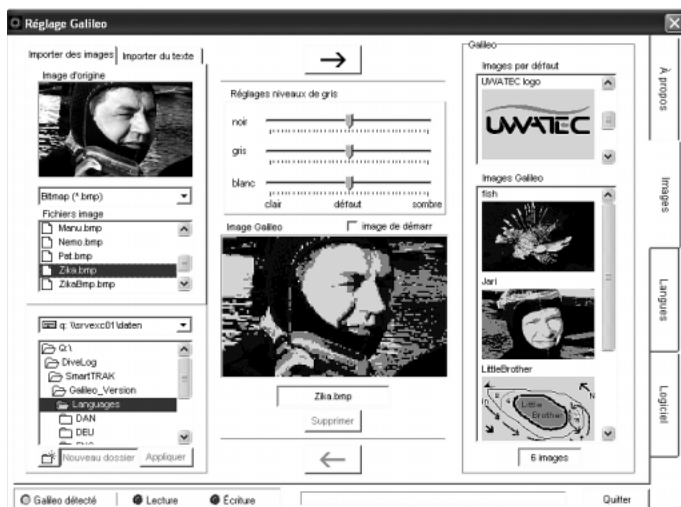 Réglage Galileo
Importer des images
Importer du texte
Image d'origine
Bitmap (*.bmp)
Fichiers image
Manu.bmp
Nemo.bmp
Pat.bmp
Zika.bmp
ZikaBmp.bmp
q: \\srvexc01\daten
Q:\
DiveLog
SmartTRAK
Galileo_Version
Languages
DAN
DEU
Nouveau dossier
Appliquer
Réglages niveaux de gris
noir
gris
blanc
clair
défaut
sombre
Image Galileo
image de démarr
Zika.bmp
Supprimer
Galileo
Images par défaut
UWATEC logo
UWATEC
Images Galileo
fish
Jari
LittleBrother
N
Little
Brother
6 images
À propos
Images
Langues
Logiciel
Galileo détecté
Lecture
Écriture
Quitter